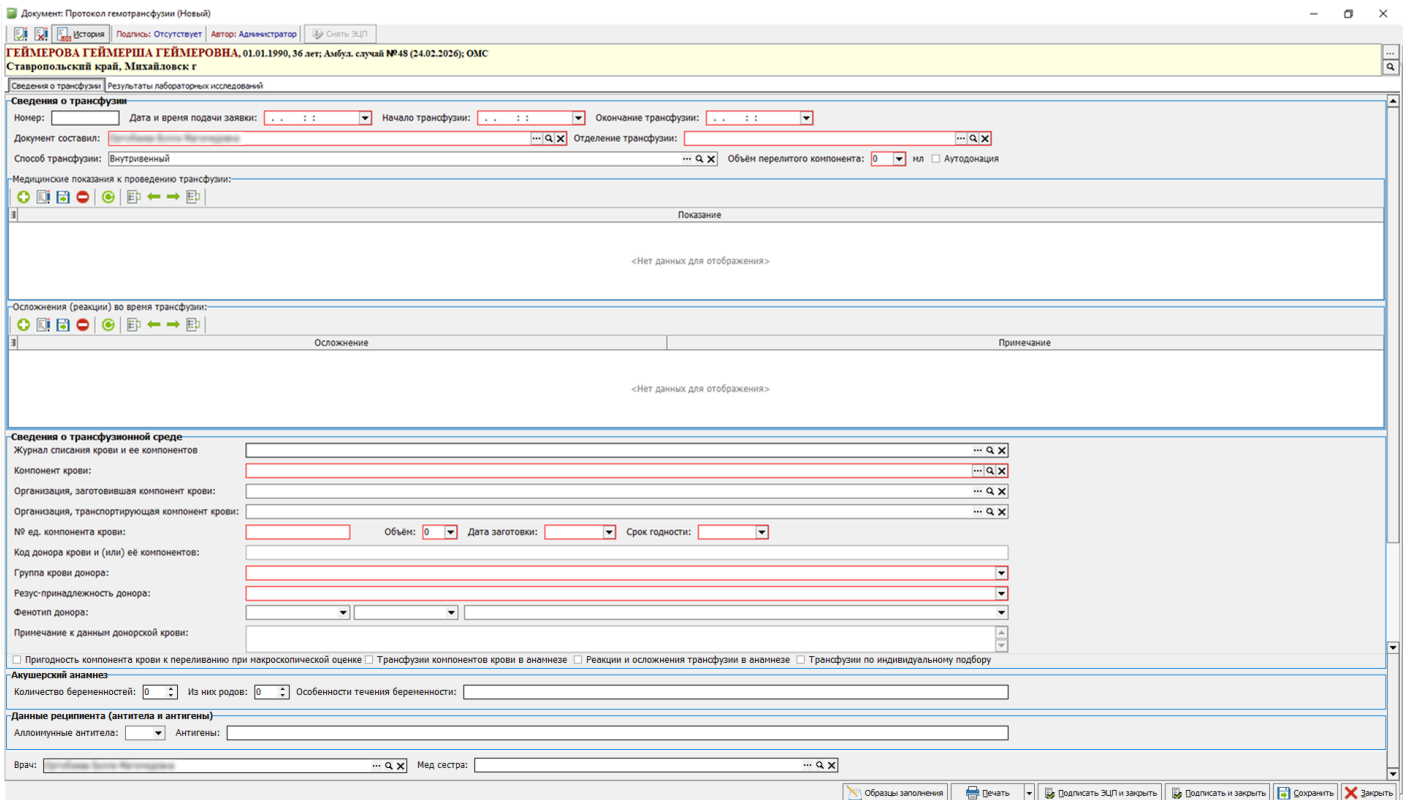 Документ: Протокол гемотрансфузии (Новый)
История Подпись: Отсутствует Автор: Администратор Снять ЭЦП
ГЕЙМЕРОВА ГЕЙМЕРША ГЕЙМЕРОВНА, 01.01.1990, 36 лет; Амбул. случай №48 (24.02.2026); ОМС
Ставропольский край, Михайловск г
Сведения о трансфузии Результаты лабораторных исследований
Сведения о трансфузии
Номер: Дата и время подачи заявки: . . : : Начало трансфузии: . . : : Окончание трансфузии: . . : :
Документ составил: Отделение трансфузии:
Способ трансфузии: Внутривенный Объём перелитого компонента: 0 мл Аутодонация
Медицинские показания к проведению трансфузии:
Показание
<Нет данных для отображения>
Осложнения (реакции) во время трансфузии:
Осложнение Примечание
<Нет данных для отображения>
Сведения о трансфузионной среде
Журнал списания крови и ее компонентов
Компонент крови:
Организация, заготовившая компонент крови:
Организация, транспортирующая компонент крови:
№ ед. компонента крови: Объём: 0 Дата заготовки: Срок годности:
Код донора крови и (или) её компонентов:
Группа крови донора:
Резус-принадлежность донора:
Фенотип донора:
Примечание к данным донорской крови:
Пригодность компонента крови к переливанию при макроскопической оценке Трансфузии компонентов крови в анамнезе Реакции и осложнения трансфузии в анамнезе Трансфузии по индивидуальному подбору
Акушерский анамнез
Количество беременностей: 0 Из них родов: 0 Особенности течения беременности:
Данные реципиента (антитела и антигены)
Аллоимунные антитела: Антигены:
Врач: Мед сестра:
Образцы заполнения Печать Подписать ЭЦП и закрыть Подписать и закрыть Сохранить Закрыть